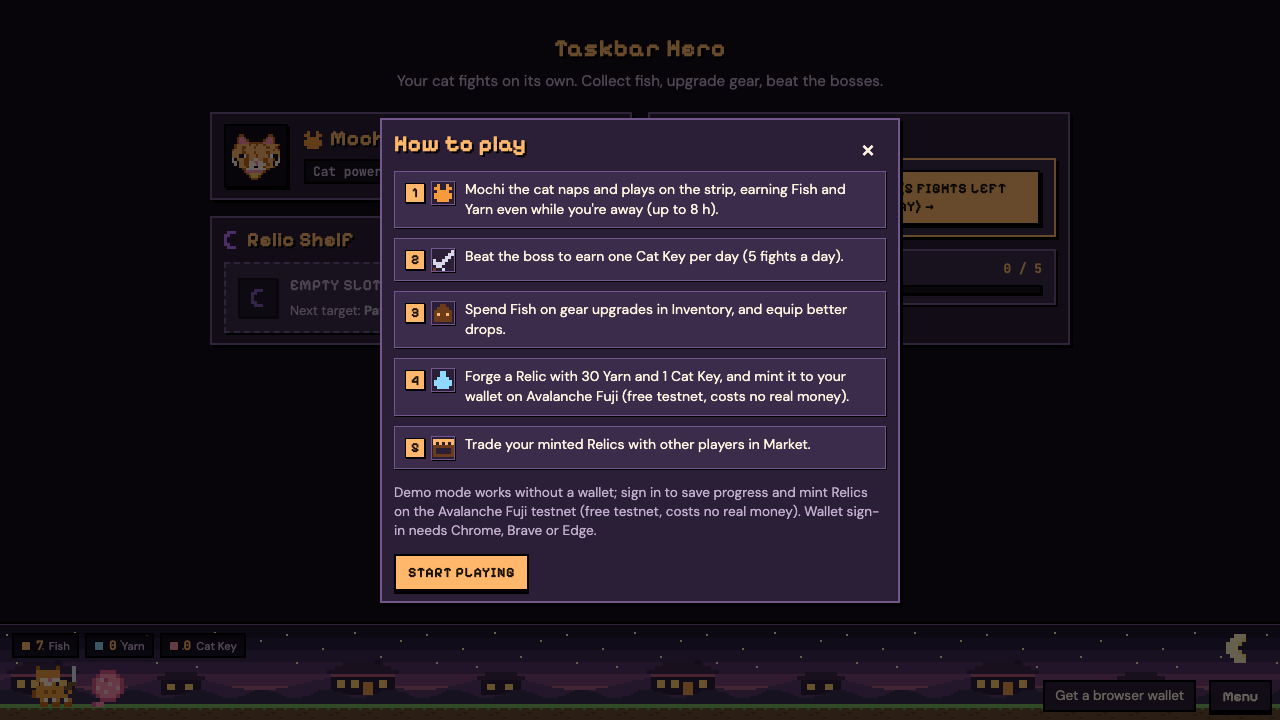 Taskbar Hero
Your cat fights on its own. Collect fish, upgrade gear, beat the bosses.
How to play
×
1 Mochi the cat naps and plays on the strip, earning Fish and
Yarn even while you're away (up to 8 h).
2 Beat the boss to earn one Cat Key per day (5 fights a day).
3 Spend Fish on gear upgrades in Inventory, and equip better
drops.
4 Forge a Relic with 30 Yarn and 1 Cat Key, and mint it to your
wallet on Avalanche Fuji (free testnet, costs no real money).
5 Trade your minted Relics with other players in Market.
Demo mode works without a wallet; sign in to save progress and mint Relics
on the Avalanche Fuji testnet (free testnet, costs no real money). Wallet sign-
in needs Chrome, Brave or Edge.
START PLAYING
Moch
Cat power
Relic Shelf
EMPTY SLOT
Next target:
FIGHTS LEFT
→
0 / 5
7 Fish
0 Yarn
0 Cat Key
Get a browser wallet
Menu